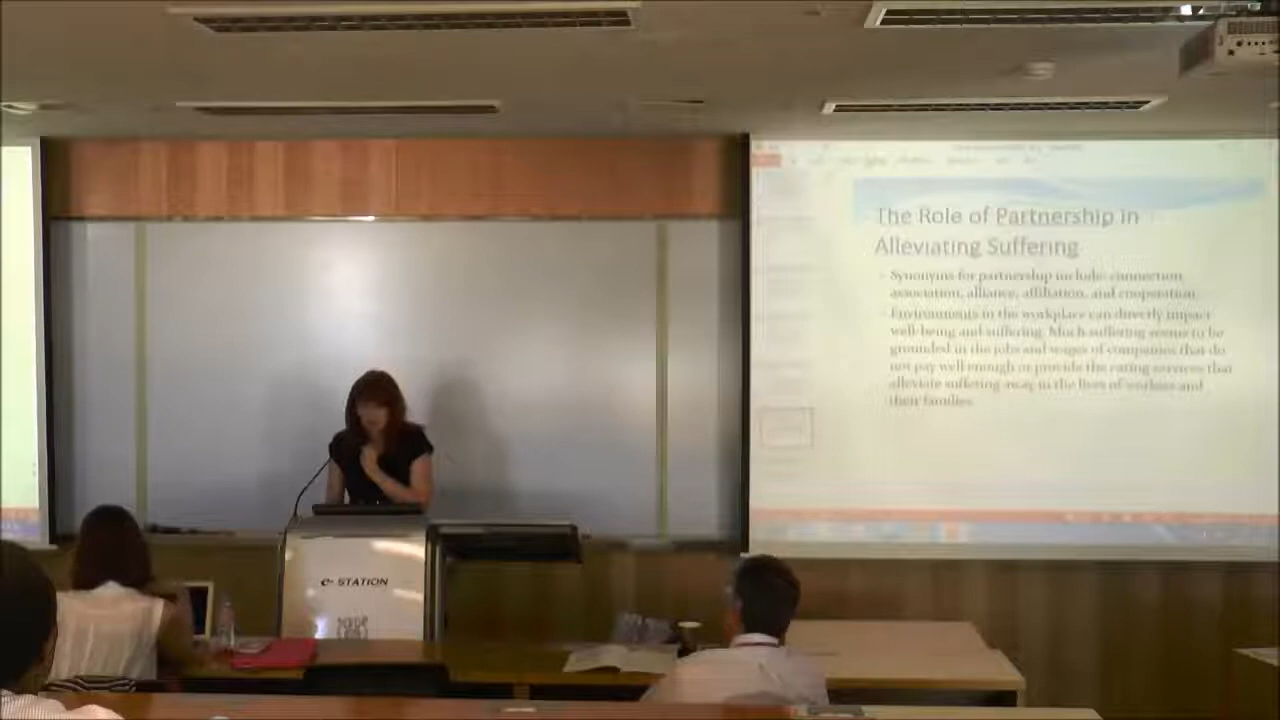 The Role of Partnership in
Alleviating Suffering
Synonyms for partnership include: connection,
association, alliance, affiliation, and cooperation.
Environments in the workplace can directly impact
well-being and suffering. Much suffering seems to be
grounded in the jobs and wages of companies that do
not pay well enough or provide the caring services that
alleviate suffering away in the lives of workers and
their families.
e-STATION